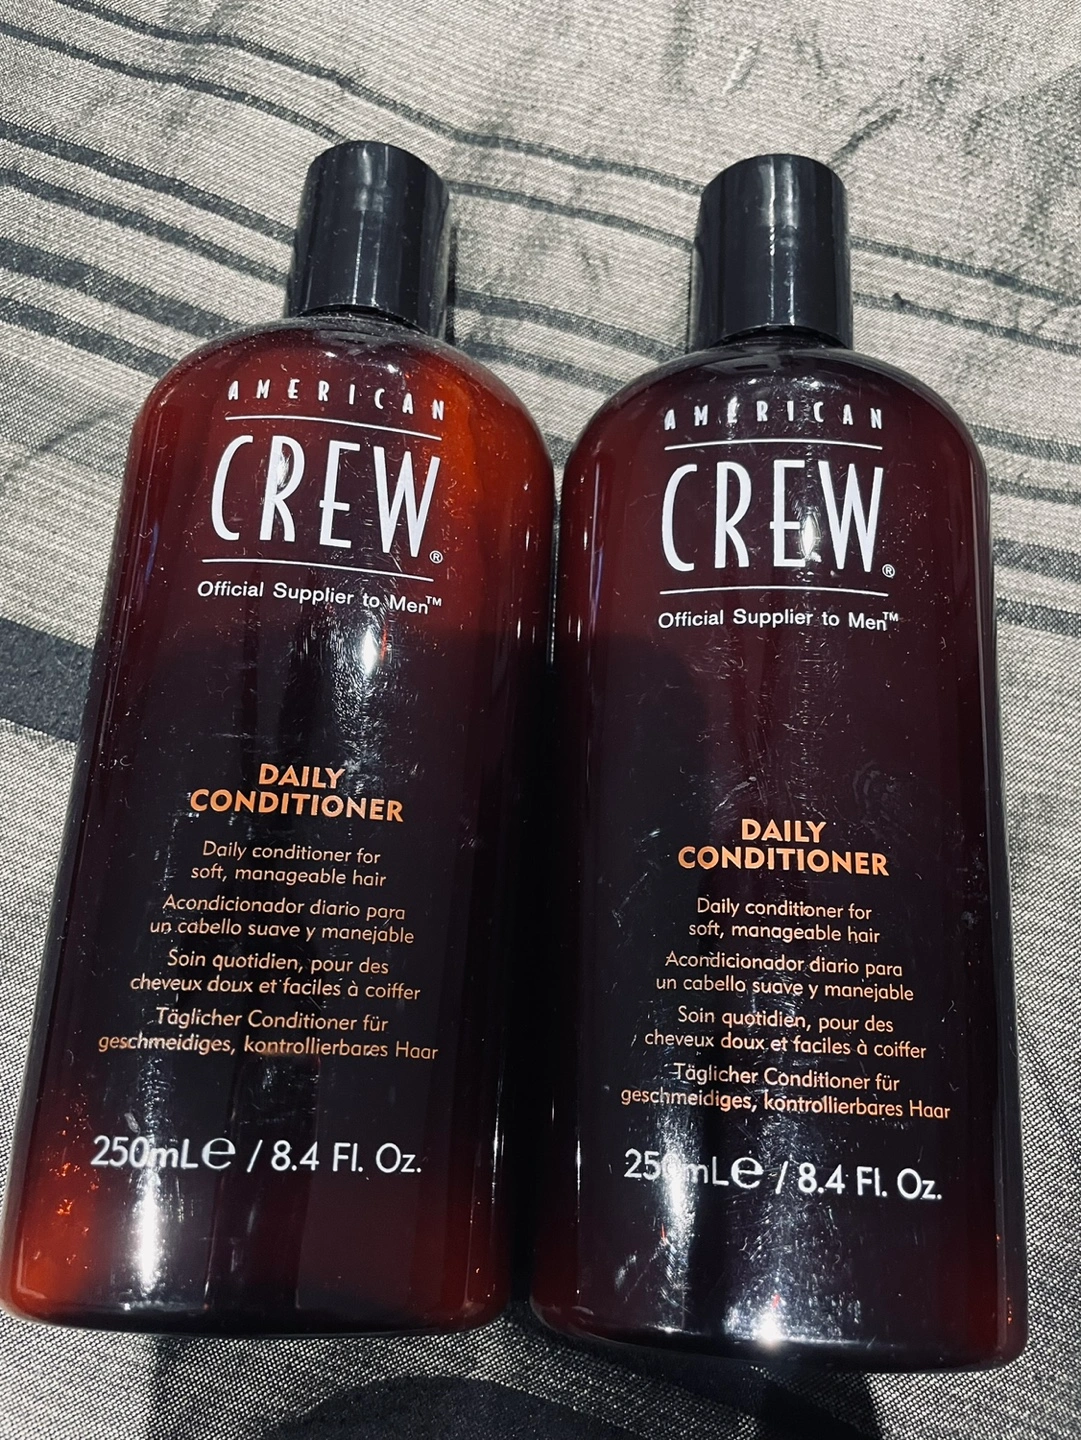 AMERICAN
CREW®
Official Supplier to Men™
DAILY
CONDITIONER
Daily conditioner for
soft, manageable hair
Acondicionador diario para
un cabello suave y manejable
Soin quotidien, pour des
cheveux doux et faciles à coiffer
Täglicher Conditioner für
geschmeidiges, kontrollierbares Haar
250mLe / 8.4 Fl. Oz.
AMERICAN
CREW®
Official Supplier to Men™
DAILY
CONDITIONER
Daily conditioner for
soft, manageable hair
Acondicionador diario para
un cabello suave y manejable
Soin quotidien, pour des
cheveux doux et faciles à coiffer
Täglicher Conditioner für
geschmeidiges, kontrollierbares Haar
250mLe / 8.4 Fl. Oz.